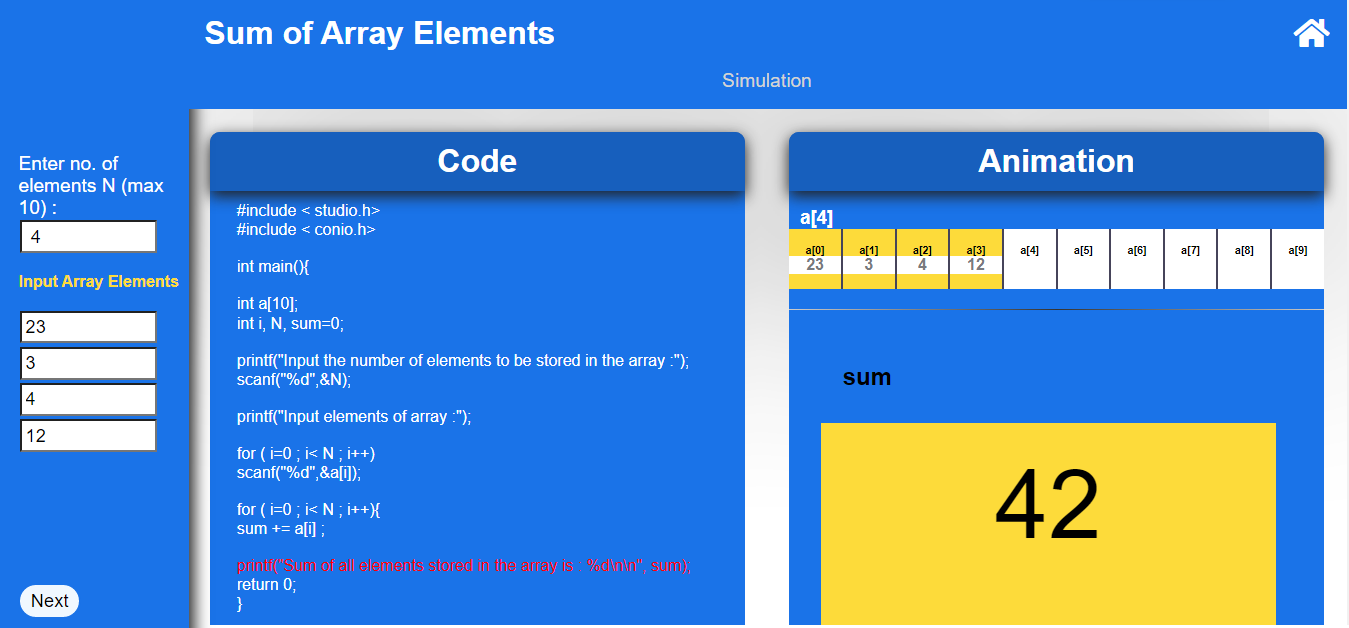 Sum of Array Elements
Simulation
Enter no. of
elements N (max
10) :
4
Input Array Elements
23
3
4
12
Next
Code
#include < studio.h>
#include < conio.h>
int main(){
int a[10];
int i, N, sum=0;
printf("Input the number of elements to be stored in the array :");
scanf("%d",&N);
printf("Input elements of array :");
for ( i=0 ; i< N ; i++)
scanf("%d",&a[i]);
for ( i=0 ; i< N ; i++){
sum += a[i] ;
printf("Sum of all elements stored in the array is : %d\n\n", sum);
return 0;
}
Animation
a[4]
a[0] a[1] a[2] a[3] a[4] a[5] a[6] a[7] a[8] a[9]
23 3 4 12
sum
42